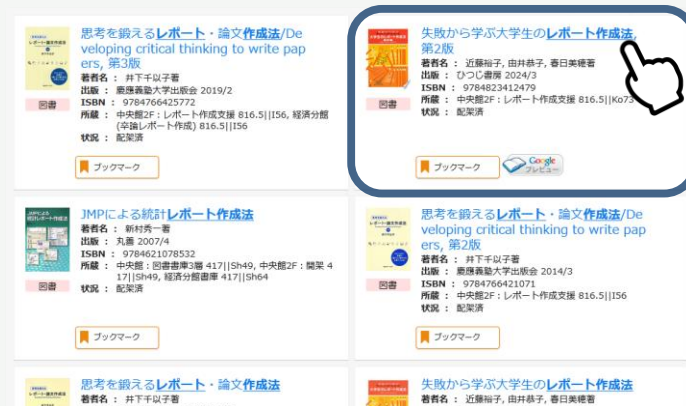 思考を鍛えるレポート・論文作成法/De
veloping critical thinking to write pap
ers, 第3版
著者名 : 井下千以子著
出版 : 慶應義塾大学出版会 2019/2
ISBN : 9784766425772
所蔵 : 中央館2F:レポート作成支援 816.5||I56, 経済分館
(卒論レポート作成) 816.5||I56
状況 : 配架済
図書
ブックマーク
失敗から学ぶ大学生のレポート作成法,
第2版
著者名 : 近藤裕子, 由井恭子, 春日美穂著
出版 : ひつじ書房 2024/3
ISBN : 9784823412479
所蔵 : 中央館2F:レポート作成支援 816.5||Ko73
状況 : 配架済
図書
ブックマーク
Google
プレビュー
JMPによる統計レポート作成法
著者名 : 新村秀一著
出版 : 丸善 2007/4
ISBN : 9784621078532
所蔵 : 中央館:図書書庫3層 417||Sh49, 中央館2F:開架 4
17||Sh49, 経済分館書庫 417||Sh64
状況 : 配架済
図書
ブックマーク
思考を鍛えるレポート・論文作成法/De
veloping critical thinking to write pap
ers, 第2版
著者名 : 井下千以子著
出版 : 慶應義塾大学出版会 2014/3
ISBN : 9784766421071
所蔵 : 中央館2F:レポート作成支援 816.5||I56
状況 : 配架済
図書
ブックマーク
思考を鍛えるレポート・論文作成法
著者名 : 井下千以子著
失敗から学ぶ大学生のレポート作成法
著者名 : 近藤裕子, 由井恭子, 春日美穂著